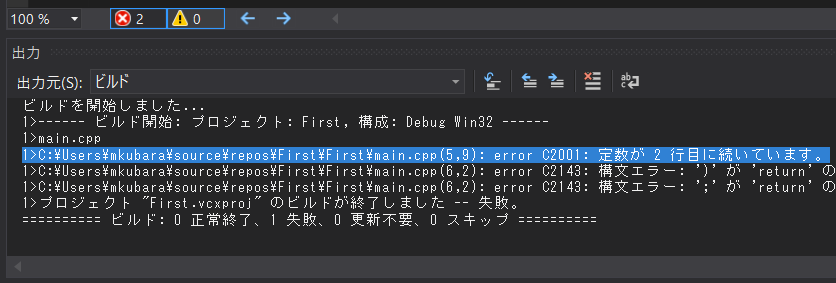 100 %  2  0
出力
出力元(S): ビルド
ビルドを開始しました...
1>------ ビルド開始: プロジェクト: First, 構成: Debug Win32 ------
1>main.cpp
1>C:¥Users¥mkubara¥source¥repos¥First¥First¥main.cpp(5,9): error C2001: 定数が 2 行目に続いています。
1>C:¥Users¥mkubara¥source¥repos¥First¥First¥main.cpp(6,2): error C2143: 構文エラー: ')' が 'return' の
1>C:¥Users¥mkubara¥source¥repos¥First¥First¥main.cpp(6,2): error C2143: 構文エラー: ';' が 'return' の
1>プロジェクト "First.vcxproj" のビルドが終了しました -- 失敗。
========== ビルド: 0 正常終了、1 失敗、0 更新不要、0 スキップ ==========